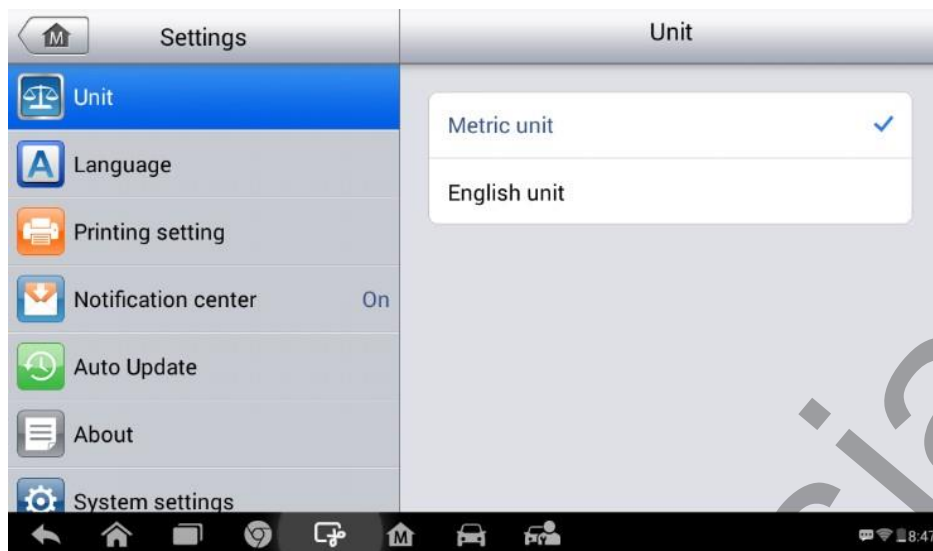 M
Settings
Unit
Unit
A Language
Printing setting
Notification center On
Auto Update
About
System settings
Metric unit
English unit
M
8:47